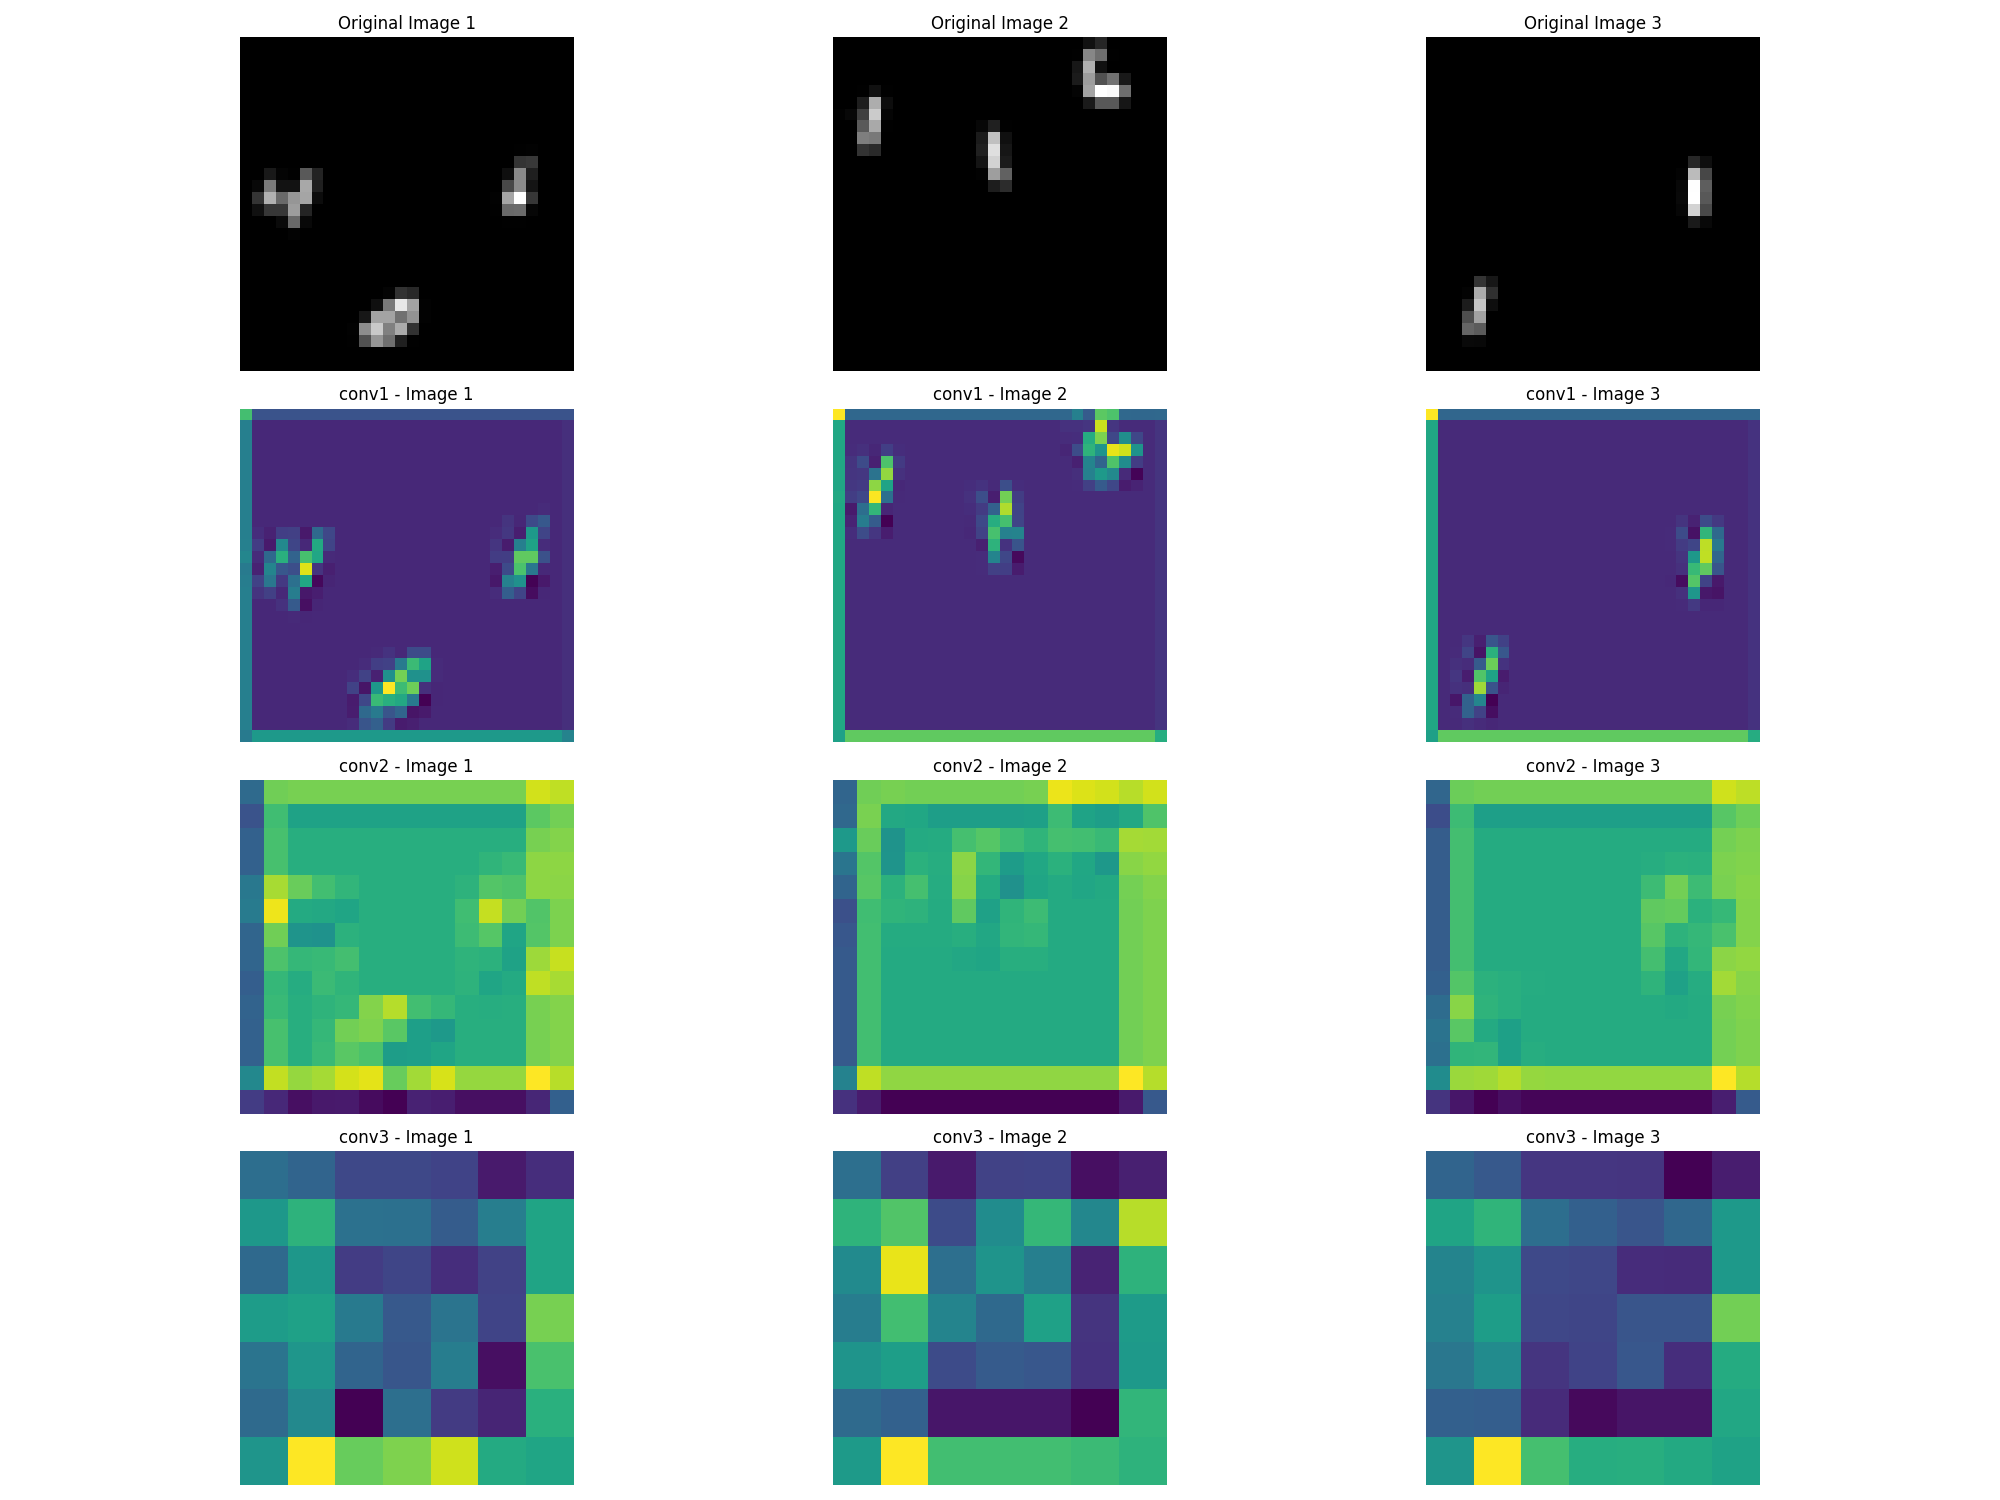 Original Image 1
Original Image 2
Original Image 3
conv1 - Image 1
conv1 - Image 2
conv1 - Image 3
conv2 - Image 1
conv2 - Image 2
conv2 - Image 3
conv3 - Image 1
conv3 - Image 2
conv3 - Image 3